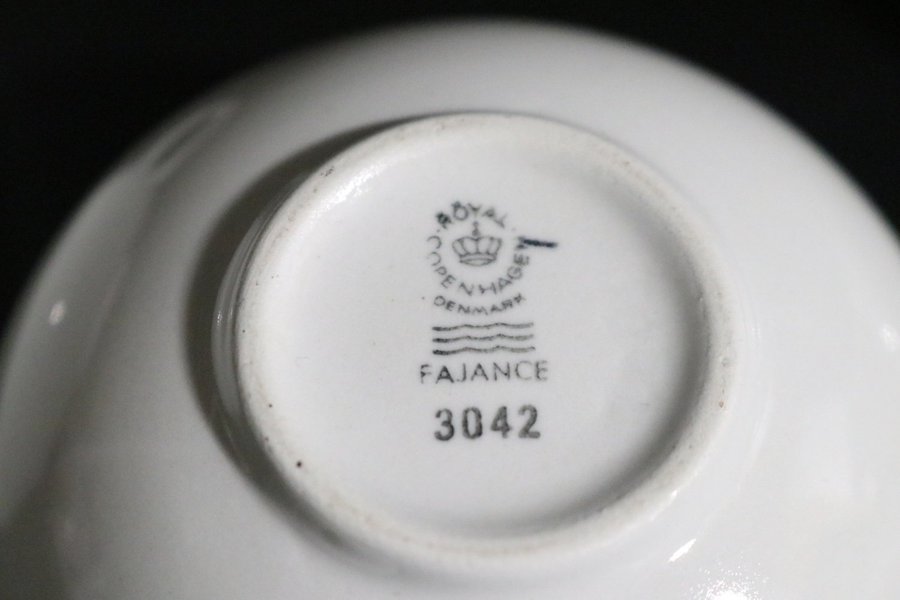 ROYAL
COPENHAGEN
DENMARK
FAJANCE
3042